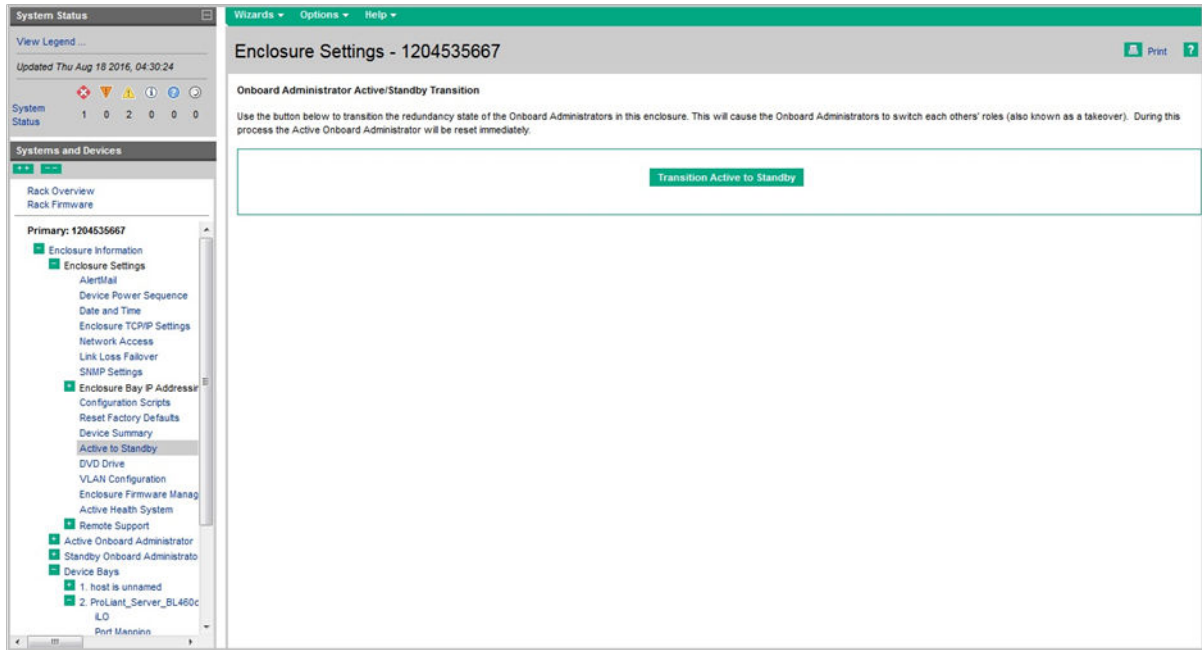 System Status
View Legend ...
Updated Thu Aug 18 2016, 04:30:24
System Status 1 0 2 0 0 0
Systems and Devices
Rack Overview
Rack Firmware
Primary: 1204535667
Enclosure Information
Enclosure Settings
AlertMail
Device Power Sequence
Date and Time
Enclosure TCP/IP Settings
Network Access
Link Loss Failover
SNMP Settings
Enclosure Bay IP Addressin
Configuration Scripts
Reset Factory Defaults
Device Summary
Active to Standby
DVD Drive
VLAN Configuration
Enclosure Firmware Manag
Active Health System
Remote Support
Active Onboard Administrator
Standby Onboard Administrato
Device Bays
1. host is unnamed
2. ProLiant_Server_BL460c
iLO
Port Mapping
Wizards Options Help
Enclosure Settings - 1204535667
Print ?
Onboard Administrator Active/Standby Transition
Use the button below to transition the redundancy state of the Onboard Administrators in this enclosure. This will cause the Onboard Administrators to switch each others' roles (also known as a takeover). During this
process the Active Onboard Administrator will be reset immediately.
Transition Active to Standby